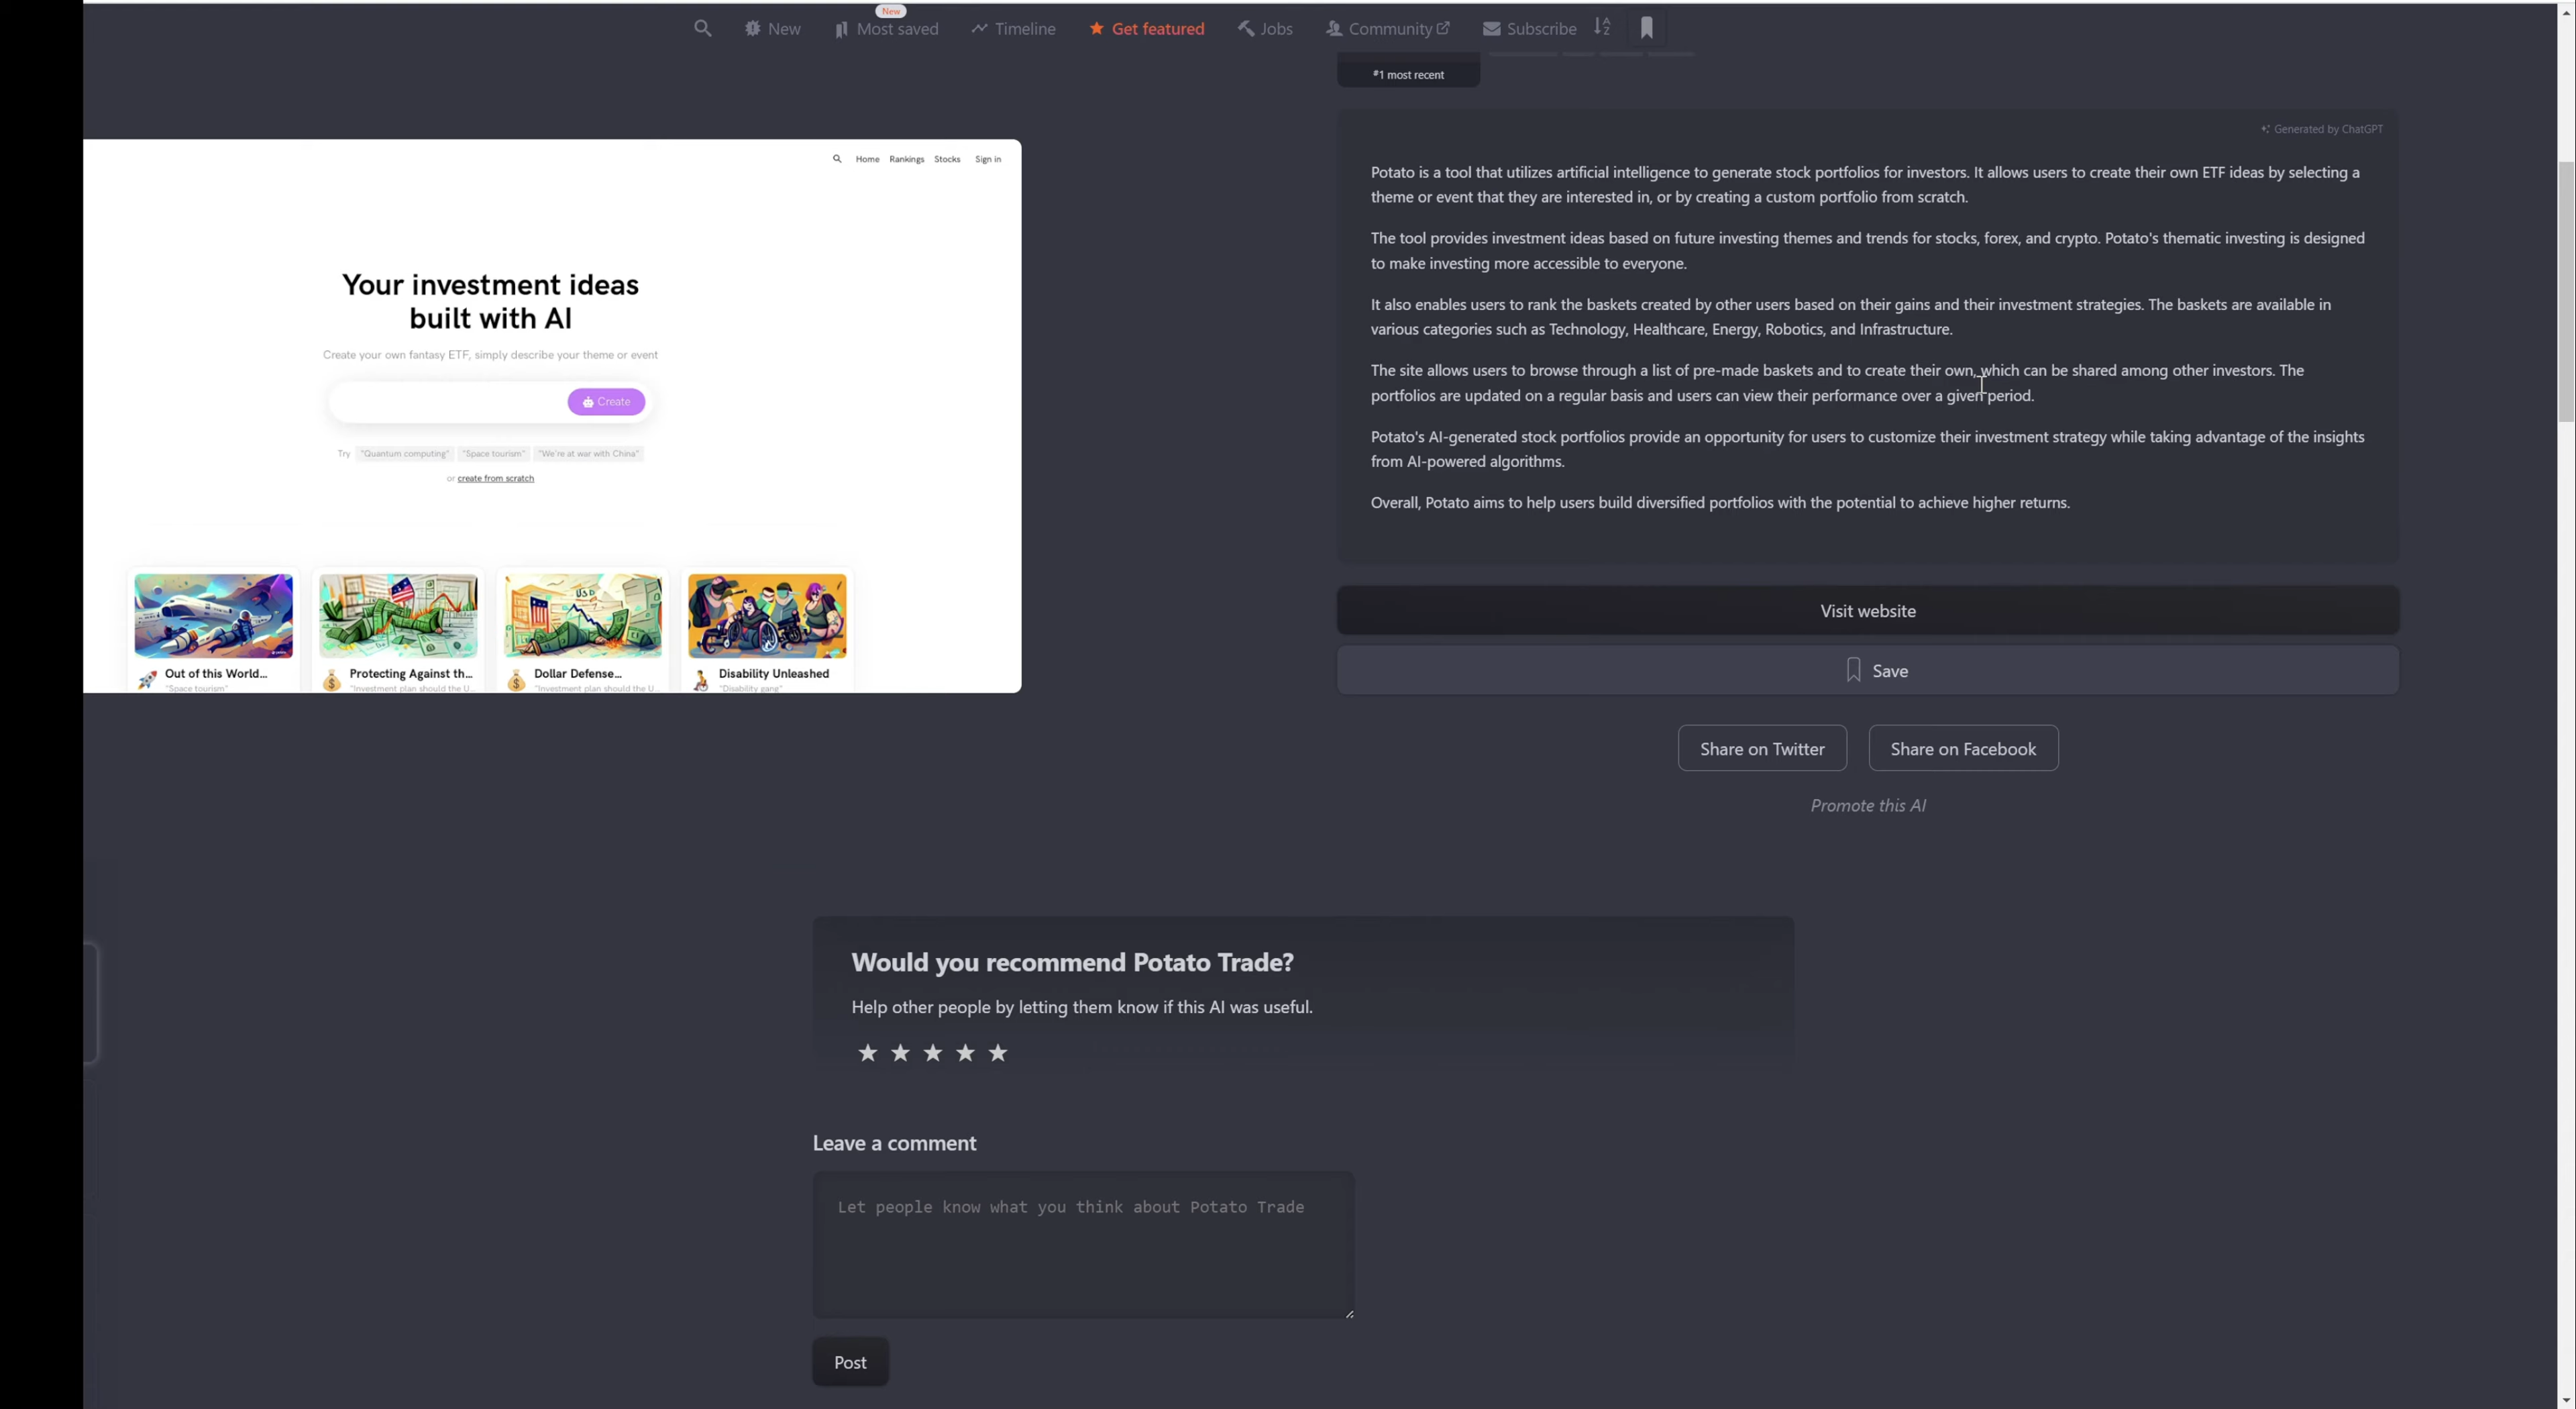 New
New
Most saved
Timeline
Get featured
Jobs
Community
Subscribe
#1 most recent
Home Rankings Stocks Sign in
Your investment ideas
built with AI
Create your own fantasy ETF, simply describe your theme or event
Create
Try "Quantum computing" "Space tourism" "We're at war with China"
or create from scratch
USD
Out of this World...
"Space tourism"
Protecting Against th...
"Investment plan should the U...
Dollar Defense...
"Investment plan should the U...
Disability Unleashed
"Disability gang"
Generated by ChatGPT
Potato is a tool that utilizes artificial intelligence to generate stock portfolios for investors. It allows users to create their own ETF ideas by selecting a
theme or event that they are interested in, or by creating a custom portfolio from scratch.
The tool provides investment ideas based on future investing themes and trends for stocks, forex, and crypto. Potato's thematic investing is designed
to make investing more accessible to everyone.
It also enables users to rank the baskets created by other users based on their gains and their investment strategies. The baskets are available in
various categories such as Technology, Healthcare, Energy, Robotics, and Infrastructure.
The site allows users to browse through a list of pre-made baskets and to create their own, which can be shared among other investors. The
portfolios are updated on a regular basis and users can view their performance over a given period.
Potato's AI-generated stock portfolios provide an opportunity for users to customize their investment strategy while taking advantage of the insights
from AI-powered algorithms.
Overall, Potato aims to help users build diversified portfolios with the potential to achieve higher returns.
Visit website
Save
Share on Twitter
Share on Facebook
Promote this AI
Would you recommend Potato Trade?
Help other people by letting them know if this AI was useful.
Leave a comment
Let people know what you think about Potato Trade
Post